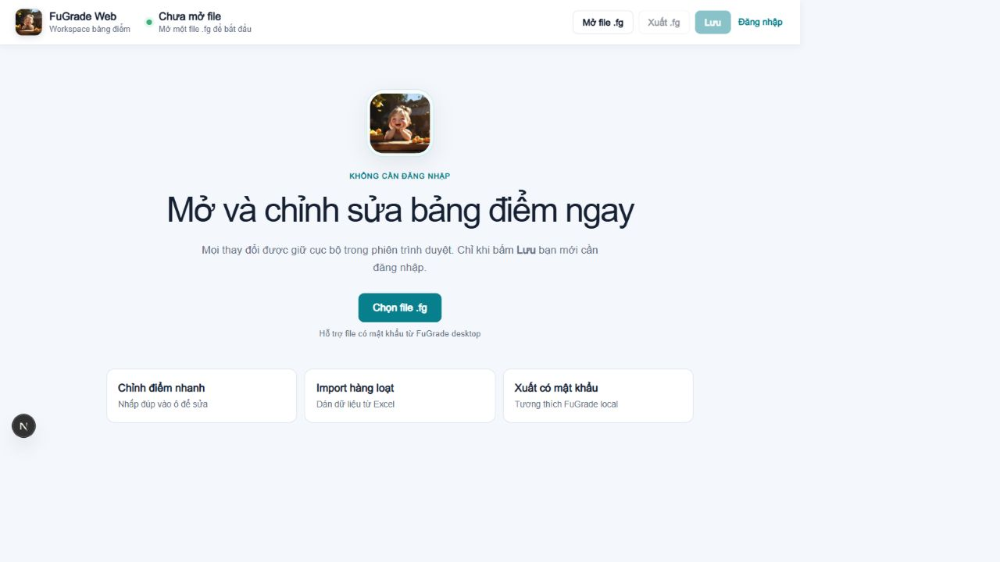 FuGrade Web
Workspace bảng điểm
Chưa mở file
Mở một file .fg để bắt đầu
Mở file .fg
Xuất .fg
Lưu
Đăng nhập
KHÔNG CẦN ĐĂNG NHẬP
Mở và chỉnh sửa bảng điểm ngay
Mọi thay đổi được giữ cục bộ trong phiên trình duyệt. Chỉ khi bấm Lưu bạn mới cần
đăng nhập.
Chọn file .fg
Hỗ trợ file có mật khẩu từ FuGrade desktop
Chỉnh điểm nhanh
Nhấp đúp vào ô để sửa
Import hàng loạt
Dán dữ liệu từ Excel
Xuất có mật khẩu
Tương thích FuGrade local
N